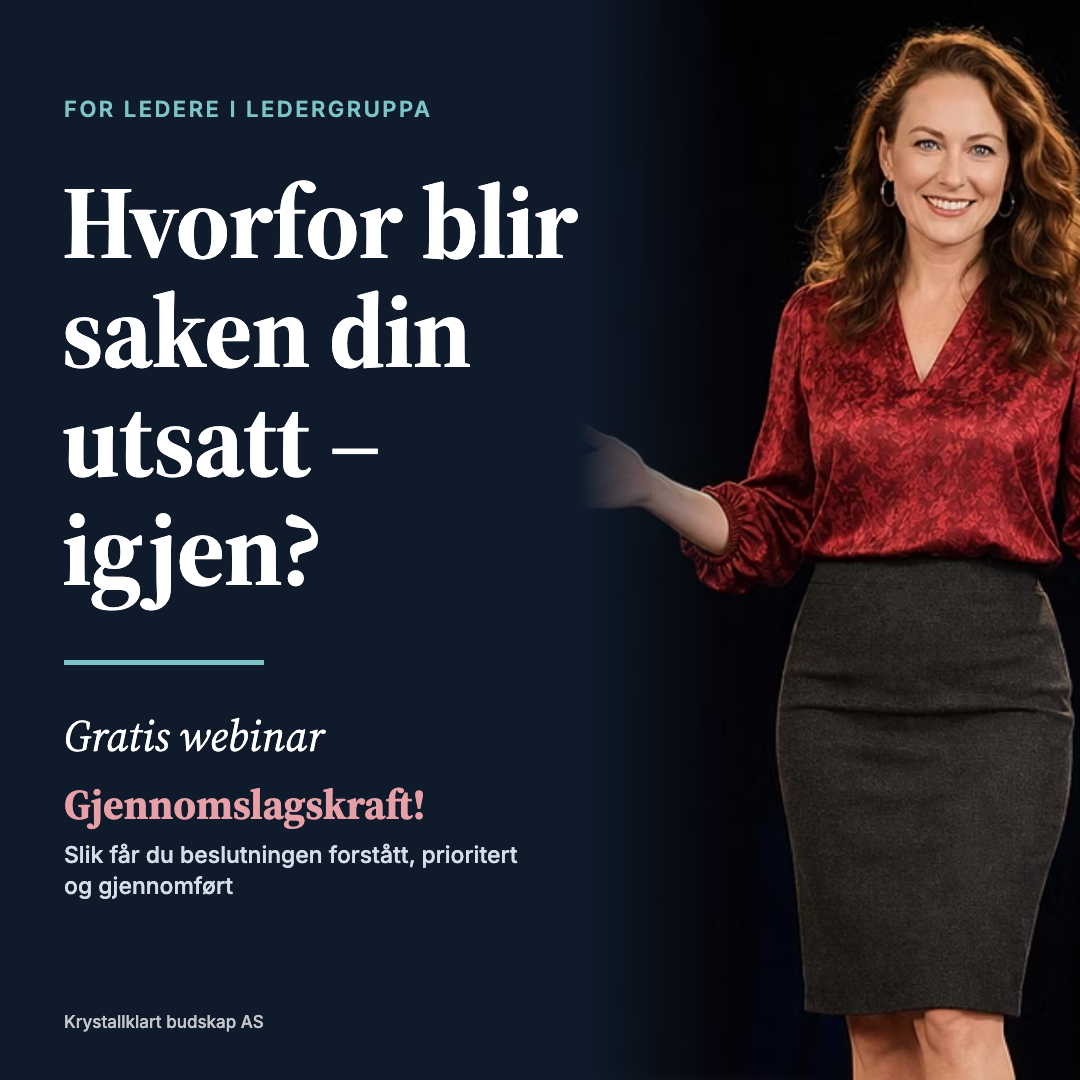 FOR LEDERE I LEDERGRUPPA
Hvorfor blir
saken din
utsatt –
igjen?
Gratis webinar
Gjennomslagskraft!
Slik får du beslutningen forstått, prioritert
og gjennomført
Krystallklart budskap AS